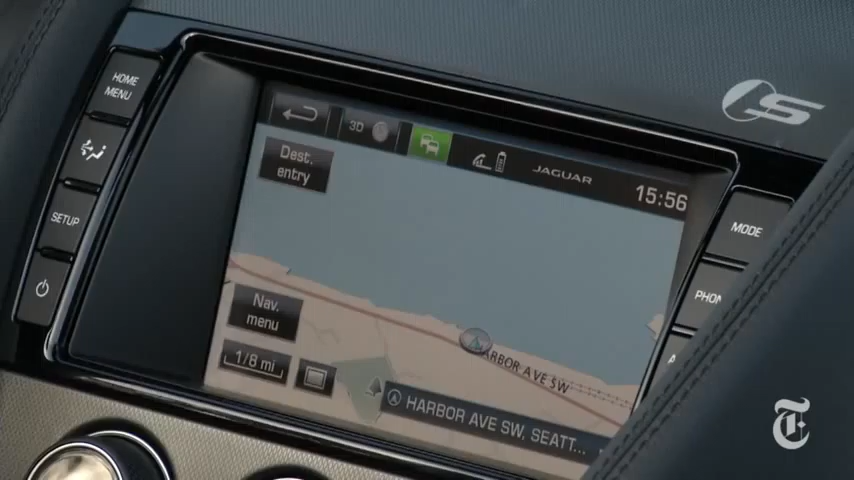 HOME
MENU
SETUP
3D
JAGUAR
15:56
Dest.
entry
Nav.
menu
1/8 mi
HARBOR AVE SW
HARBOR AVE SW, SEATT...
MODE
PHON
S
T